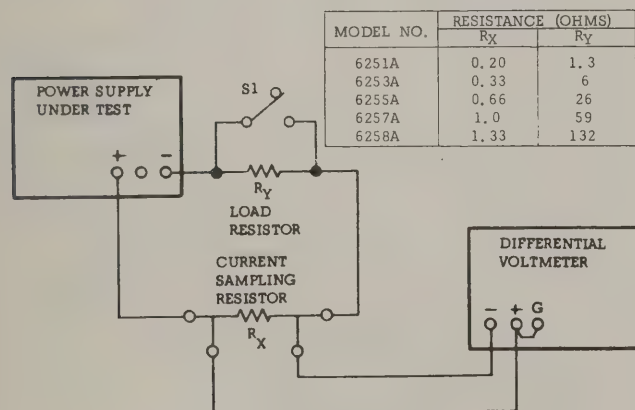 MODEL NO. RESISTANCE (OHMS)
RX RY
6251A 0.20 1.3
6253A 0.33 6
6255A 0.66 26
6257A 1.0 59
6258A 1.33 132
POWER SUPPLY
UNDER TEST
S1
+ -
RY
LOAD
RESISTOR
CURRENT
SAMPLING
RESISTOR
RX
DIFFERENTIAL
VOLTMETER
- + G